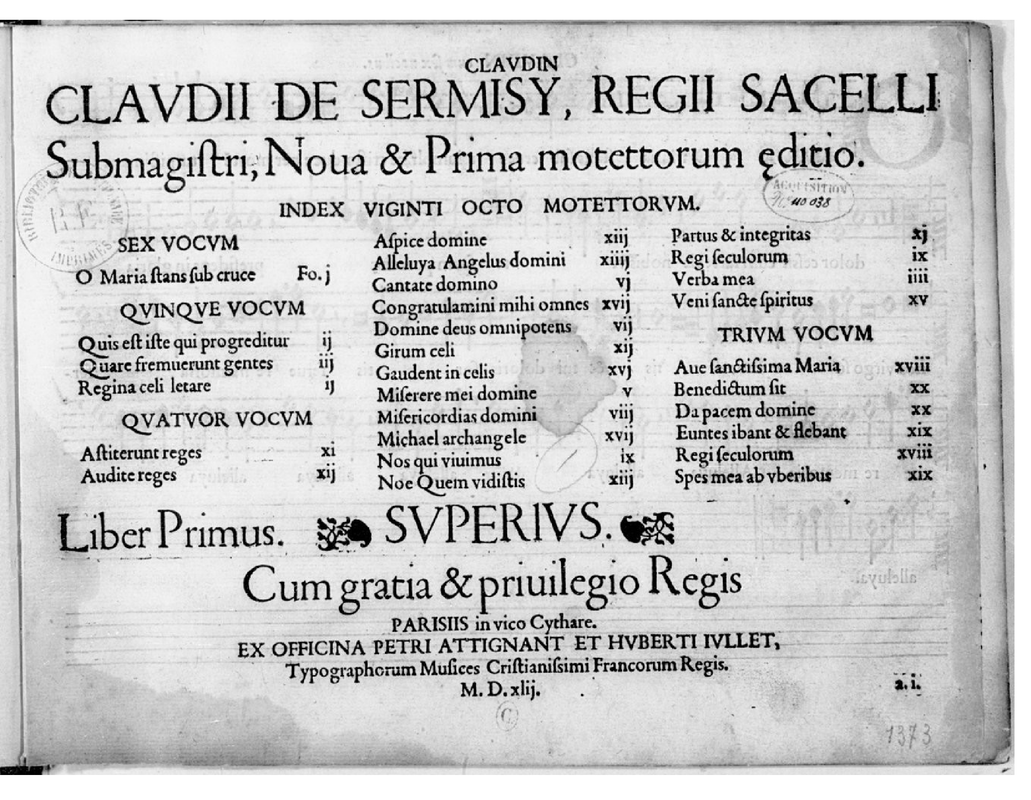 CLAVDIN
CLAVDII DE SERMISY, REGII SACELLI
Submagiſtri, Noua & Prima motettorum ęditio.
ACQUISITION
110 038
INDEX VIGINTI OCTO MOTETTORVM.
SEX VOCVM
O Maria ſtans ſub cruce Fo. j
QVINQVE VOCVM
Quis eſt iſte qui progreditur ij
Quare fremuerunt gentes iij
Regina celi letare ij
QVATVOR VOCVM
Aſtiterunt reges xi
Audite reges xij
Aſpice domine xiij
Alleluya Angelus domini xiiij
Cantate domino vj
Congratulamini mihi omnes xvij
Domine deus omnipotens vij
Girum celi xij
Gaudent in celis xvj
Miſerere mei domine v
Miſericordias domini viij
Michael archangele xvij
Nos qui viuimus ix
Noe Quem vidiſtis xiij
Partus & integritas xj
Regi ſeculorum ix
Verba mea iiii
Veni ſancte ſpiritus xv
TRIVM VOCVM
Aue ſanctiſsima Maria xviii
Benedictum ſit xx
Da pacem domine xx
Euntes ibant & flebant xix
Regi ſeculorum xviii
Spes mea ab vberibus xix
Liber Primus. SVPERIVS.
Cum gratia & priuilegio Regis
PARISIIS in vico Cythare.
EX OFFICINA PETRI ATTIGNANT ET HVBERTI IVLLET,
Typographorum Muſices Criſtianiſsimi Francorum Regis.
M. D. xlij.
a. i.
1373